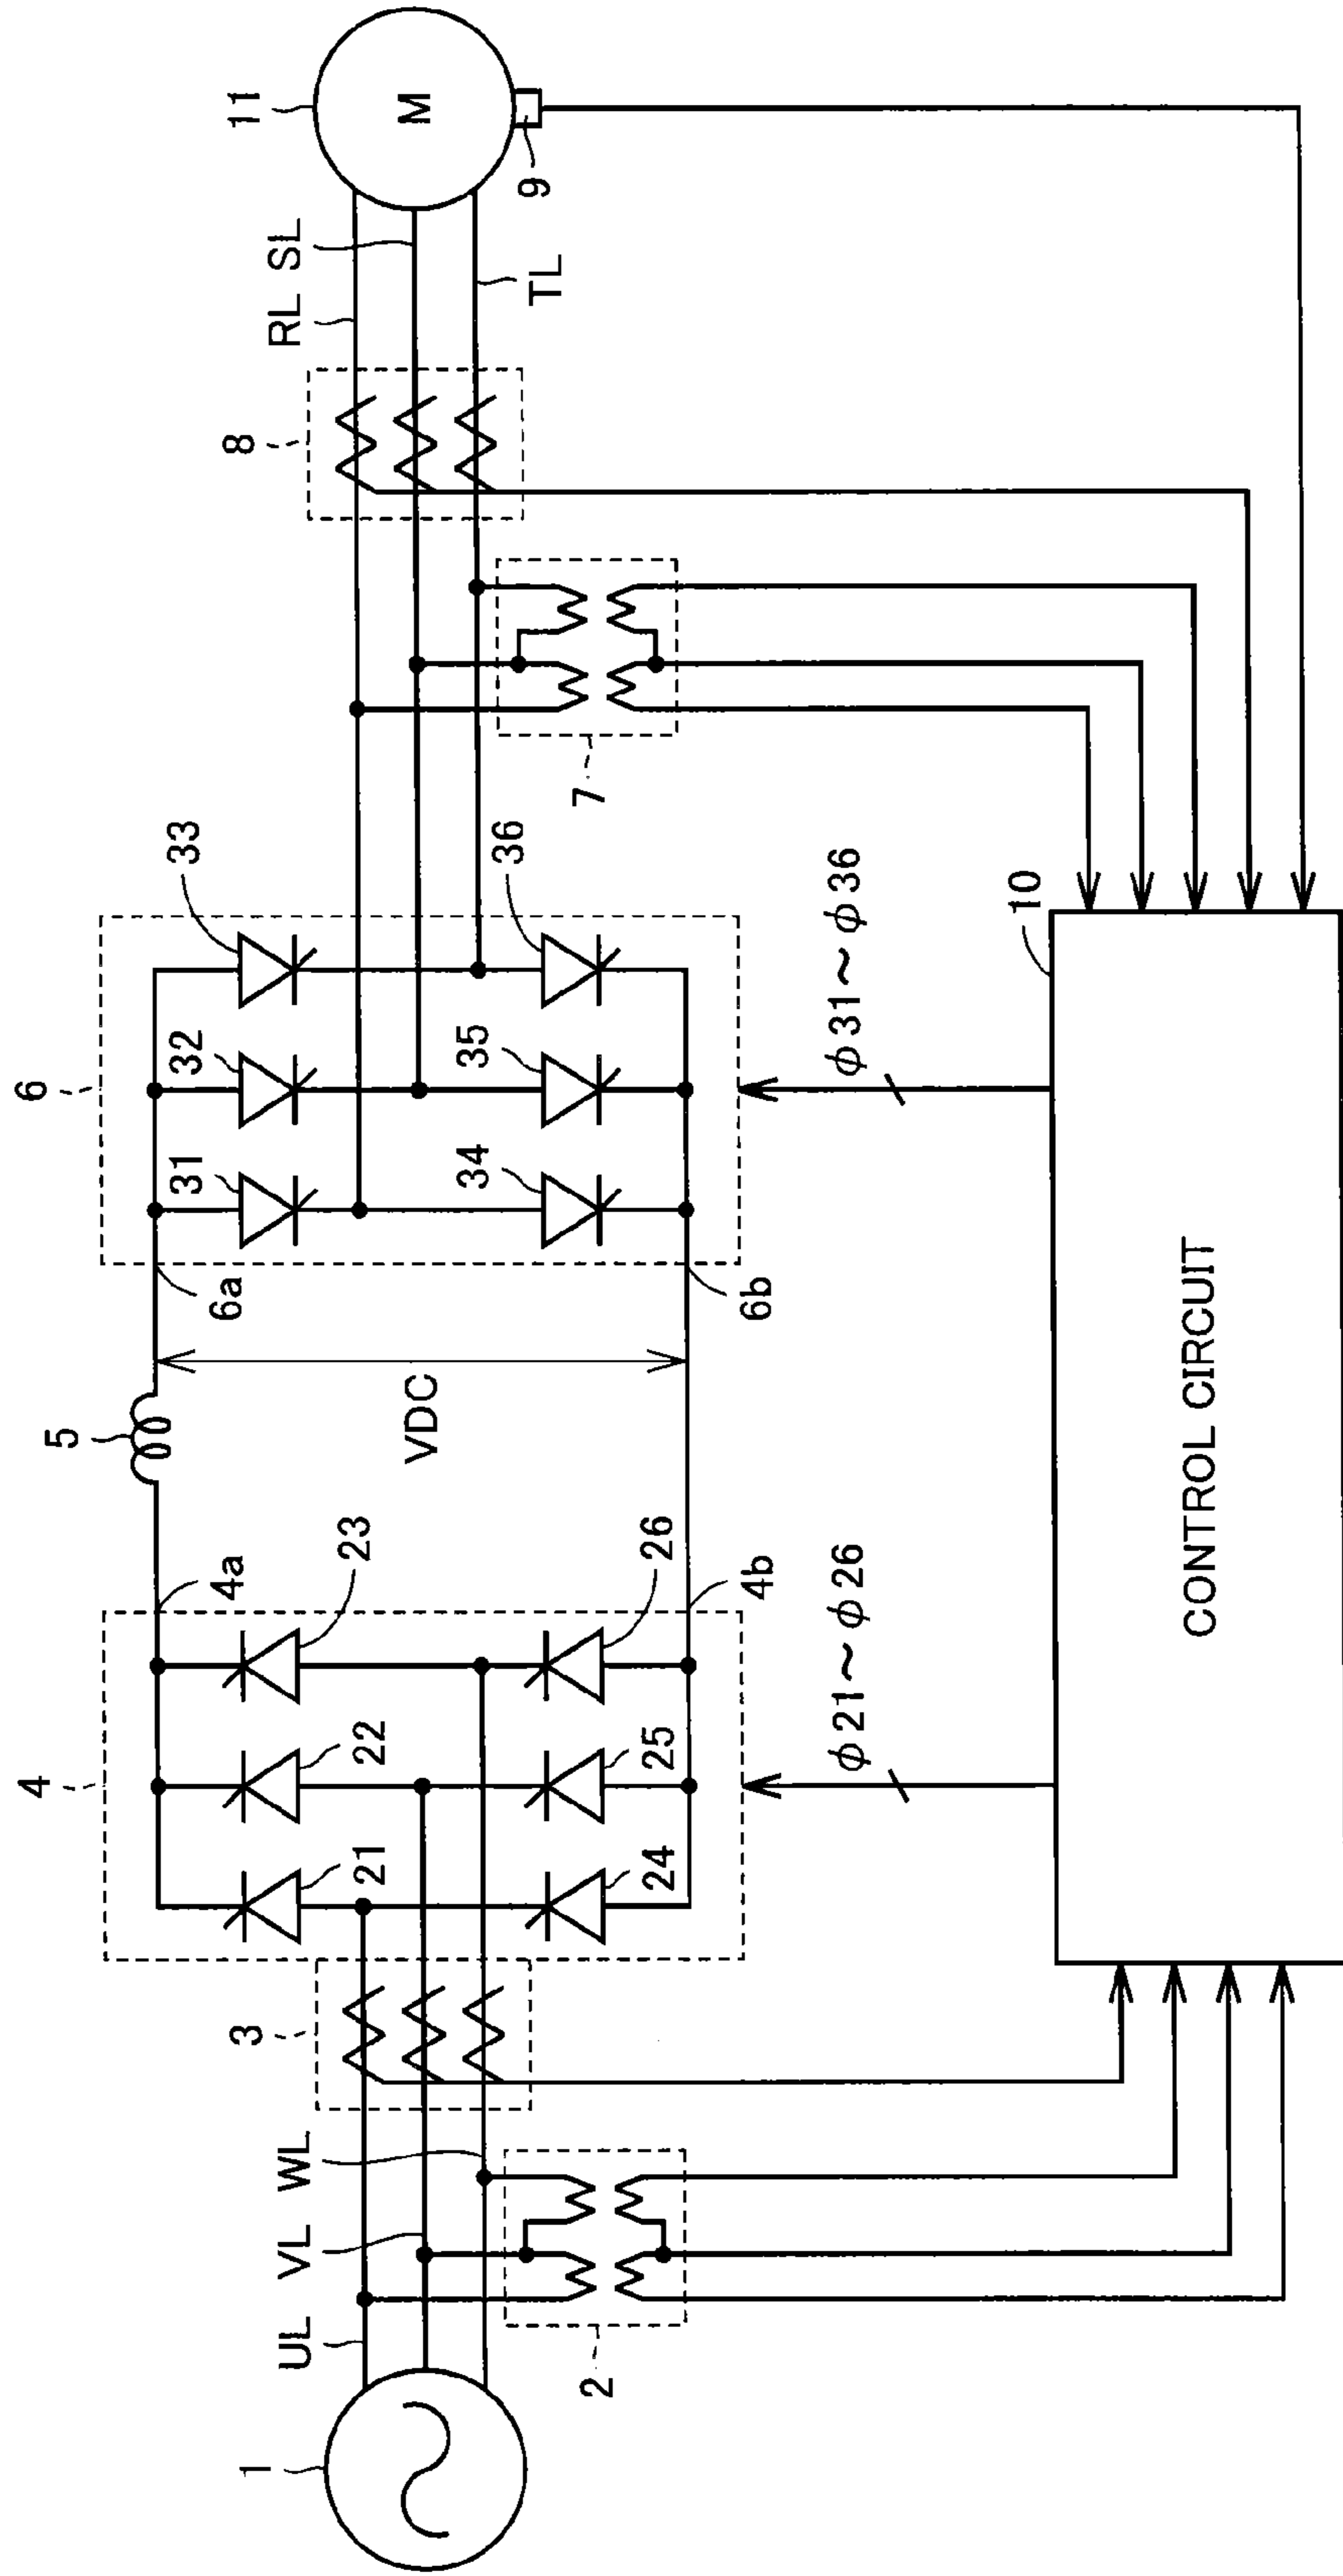 1
UL
VL
WL
2
3
4
21
22
23
24
25
26
4a
4b
5
VDC
6
6a
6b
31
32
33
34
35
36
7
8
RL
SL
TL
11
M
9
φ21~φ26
φ31~φ36
10
CONTROL CIRCUIT